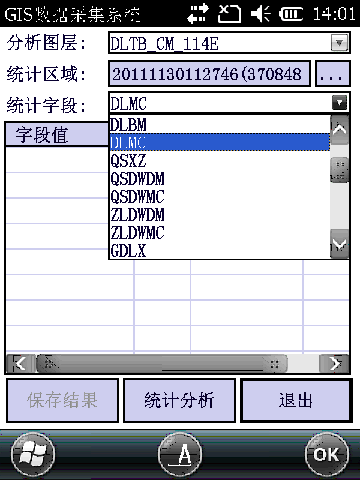 GIS数据采集系统 14:01
分析图层: DLTB_CM_114E
统计区域: 20111130112746(370848 ...
统计字段: DLMC
字段值
DLBM
DLMC
QSXZ
QSDWDM
QSDWMC
ZLDWDM
ZLDWMC
GDLX
保存结果 统计分析 退出
A OK